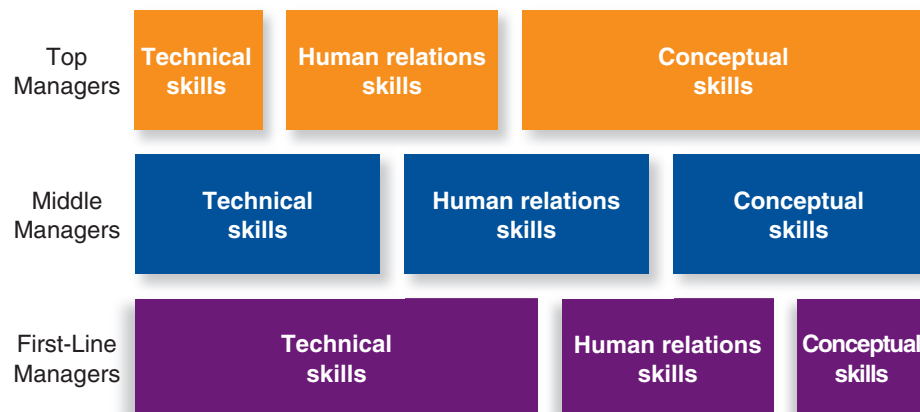 Top
Managers
Technical
skills
Human relations
skills
Conceptual
skills
Middle
Managers
Technical
skills
Human relations
skills
Conceptual
skills
First-Line
Managers
Technical
skills
Human relations
skills
Conceptual
skills